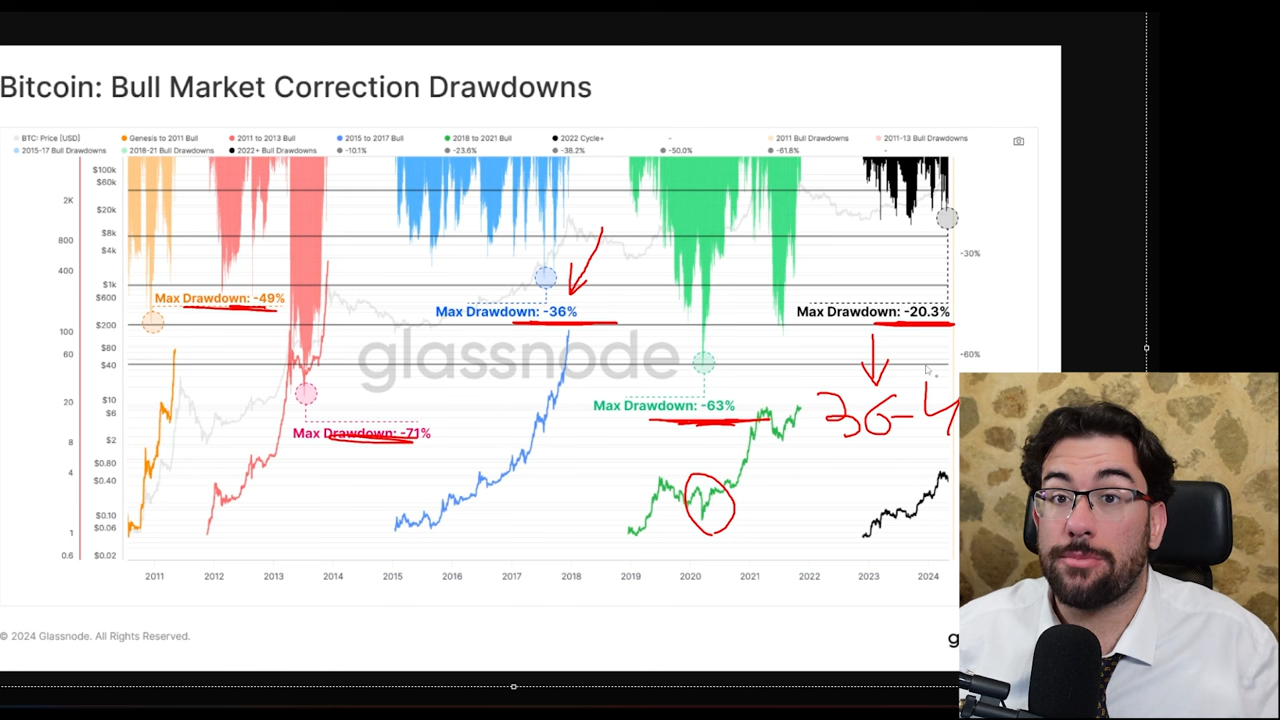 Bitcoin: Bull Market Correction Drawdowns
BTC: Price [USD] Genesis to 2011 Bull 2011 to 2013 Bull 2015 to 2017 Bull 2018 to 2021 Bull 2022 Cycle+ - 2011 Bull Drawdowns 2011-13 Bull Drawdowns
2015-17 Bull Drawdowns 2018-21 Bull Drawdowns 2022+ Bull Drawdowns -10.1% -23.6% -38.2% -50.0% -61.8% -
$100k
$60k
2K
$20k
800
$8k
$4k
-30%
400
$1k
$600
Max Drawdown: -49%
Max Drawdown: -36%
Max Drawdown: -20.3%
$200
100
60
$80
$40
-60%
glassnode
20
$10
$6
Max Drawdown: -63%
36-4
Max Drawdown: -71%
8
$2
4
$0.80
$0.40
1
$0.10
$0.06
0.6
$0.02
2011 2012 2013 2014 2015 2016 2017 2018 2019 2020 2021 2022 2023 2024
© 2024 Glassnode. All Rights Reserved.
g